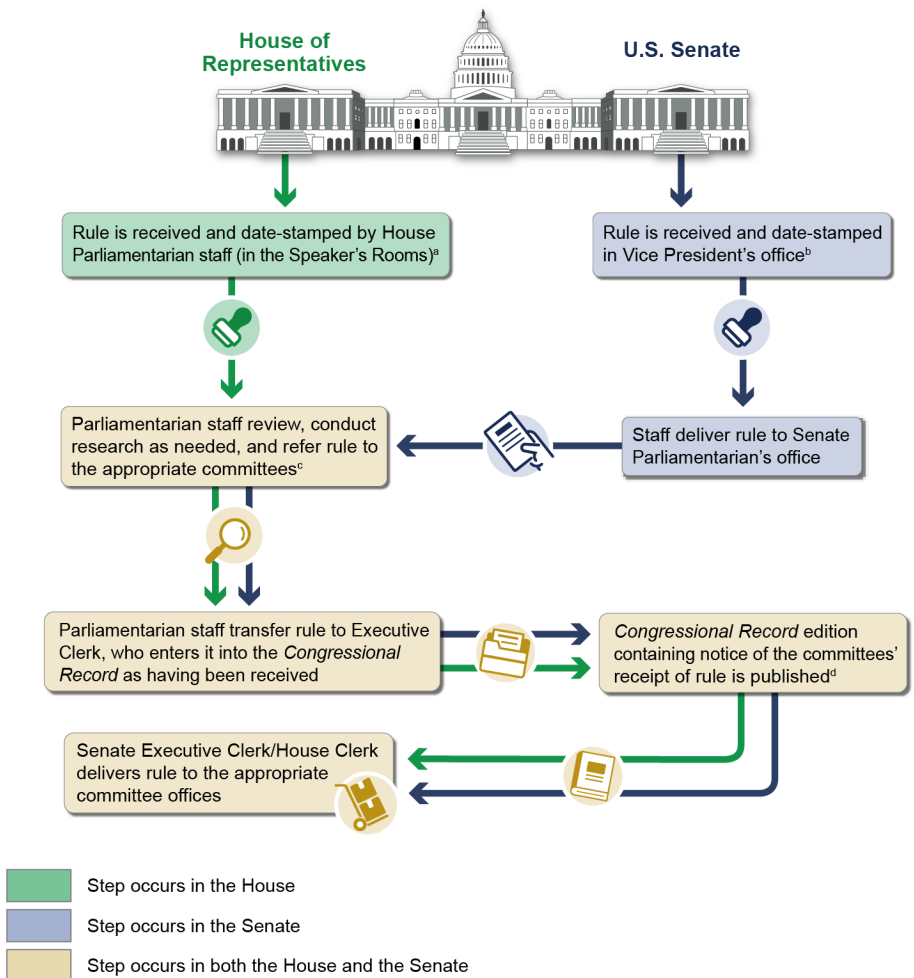 House of
Representatives
U.S. Senate
Rule is received and date-stamped by House
Parliamentarian staff (in the Speaker's Rooms)a
Rule is received and date-stamped
in Vice President's officeb
Parliamentarian staff review, conduct
research as needed, and refer rule to
the appropriate committeesc
Staff deliver rule to Senate
Parliamentarian's office
Parliamentarian staff transfer rule to Executive
Clerk, who enters it into the Congressional
Record as having been received
Congressional Record edition
containing notice of the committees'
receipt of rule is publishedd
Senate Executive Clerk/House Clerk
delivers rule to the appropriate
committee offices
Step occurs in the House
Step occurs in the Senate
Step occurs in both the House and the Senate